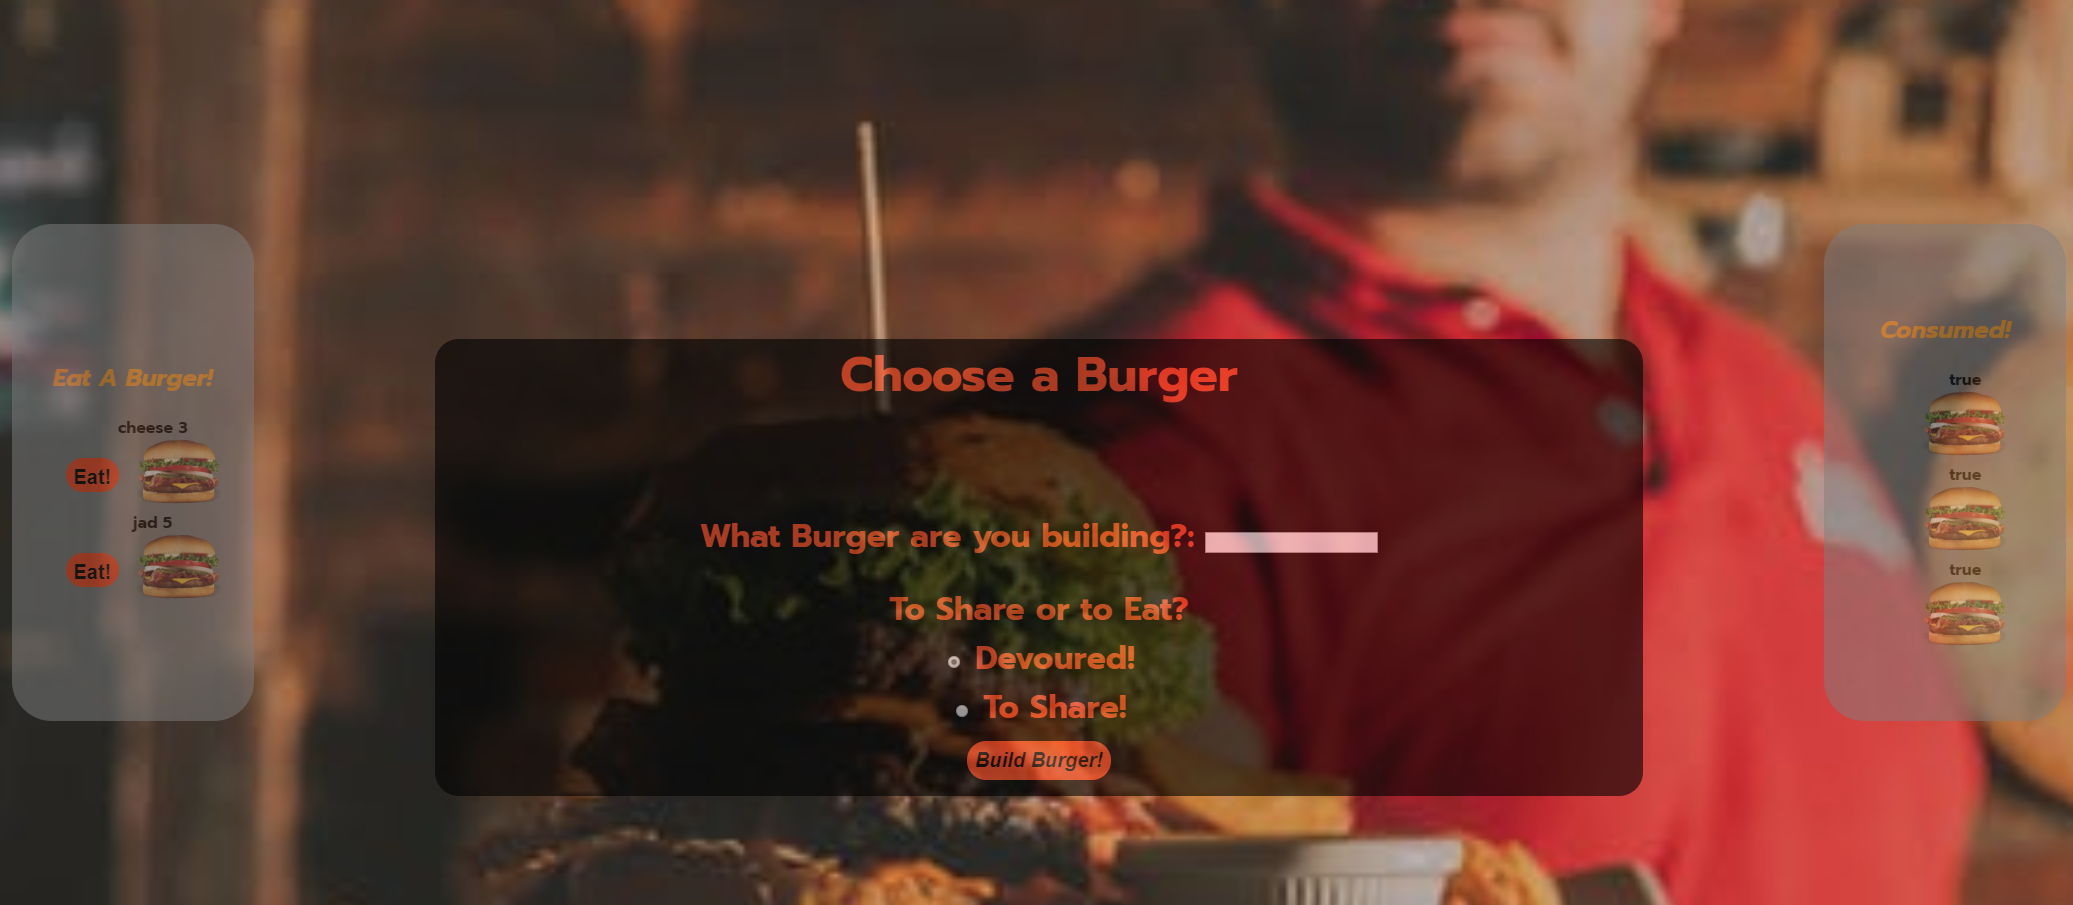 Eat A Burger!
cheese 3
Eat!
jad 5
Eat!
Choose a Burger
What Burger are you building?:
To Share or to Eat?
Devoured!
To Share!
Build Burger!
Consumed!
true
true
true